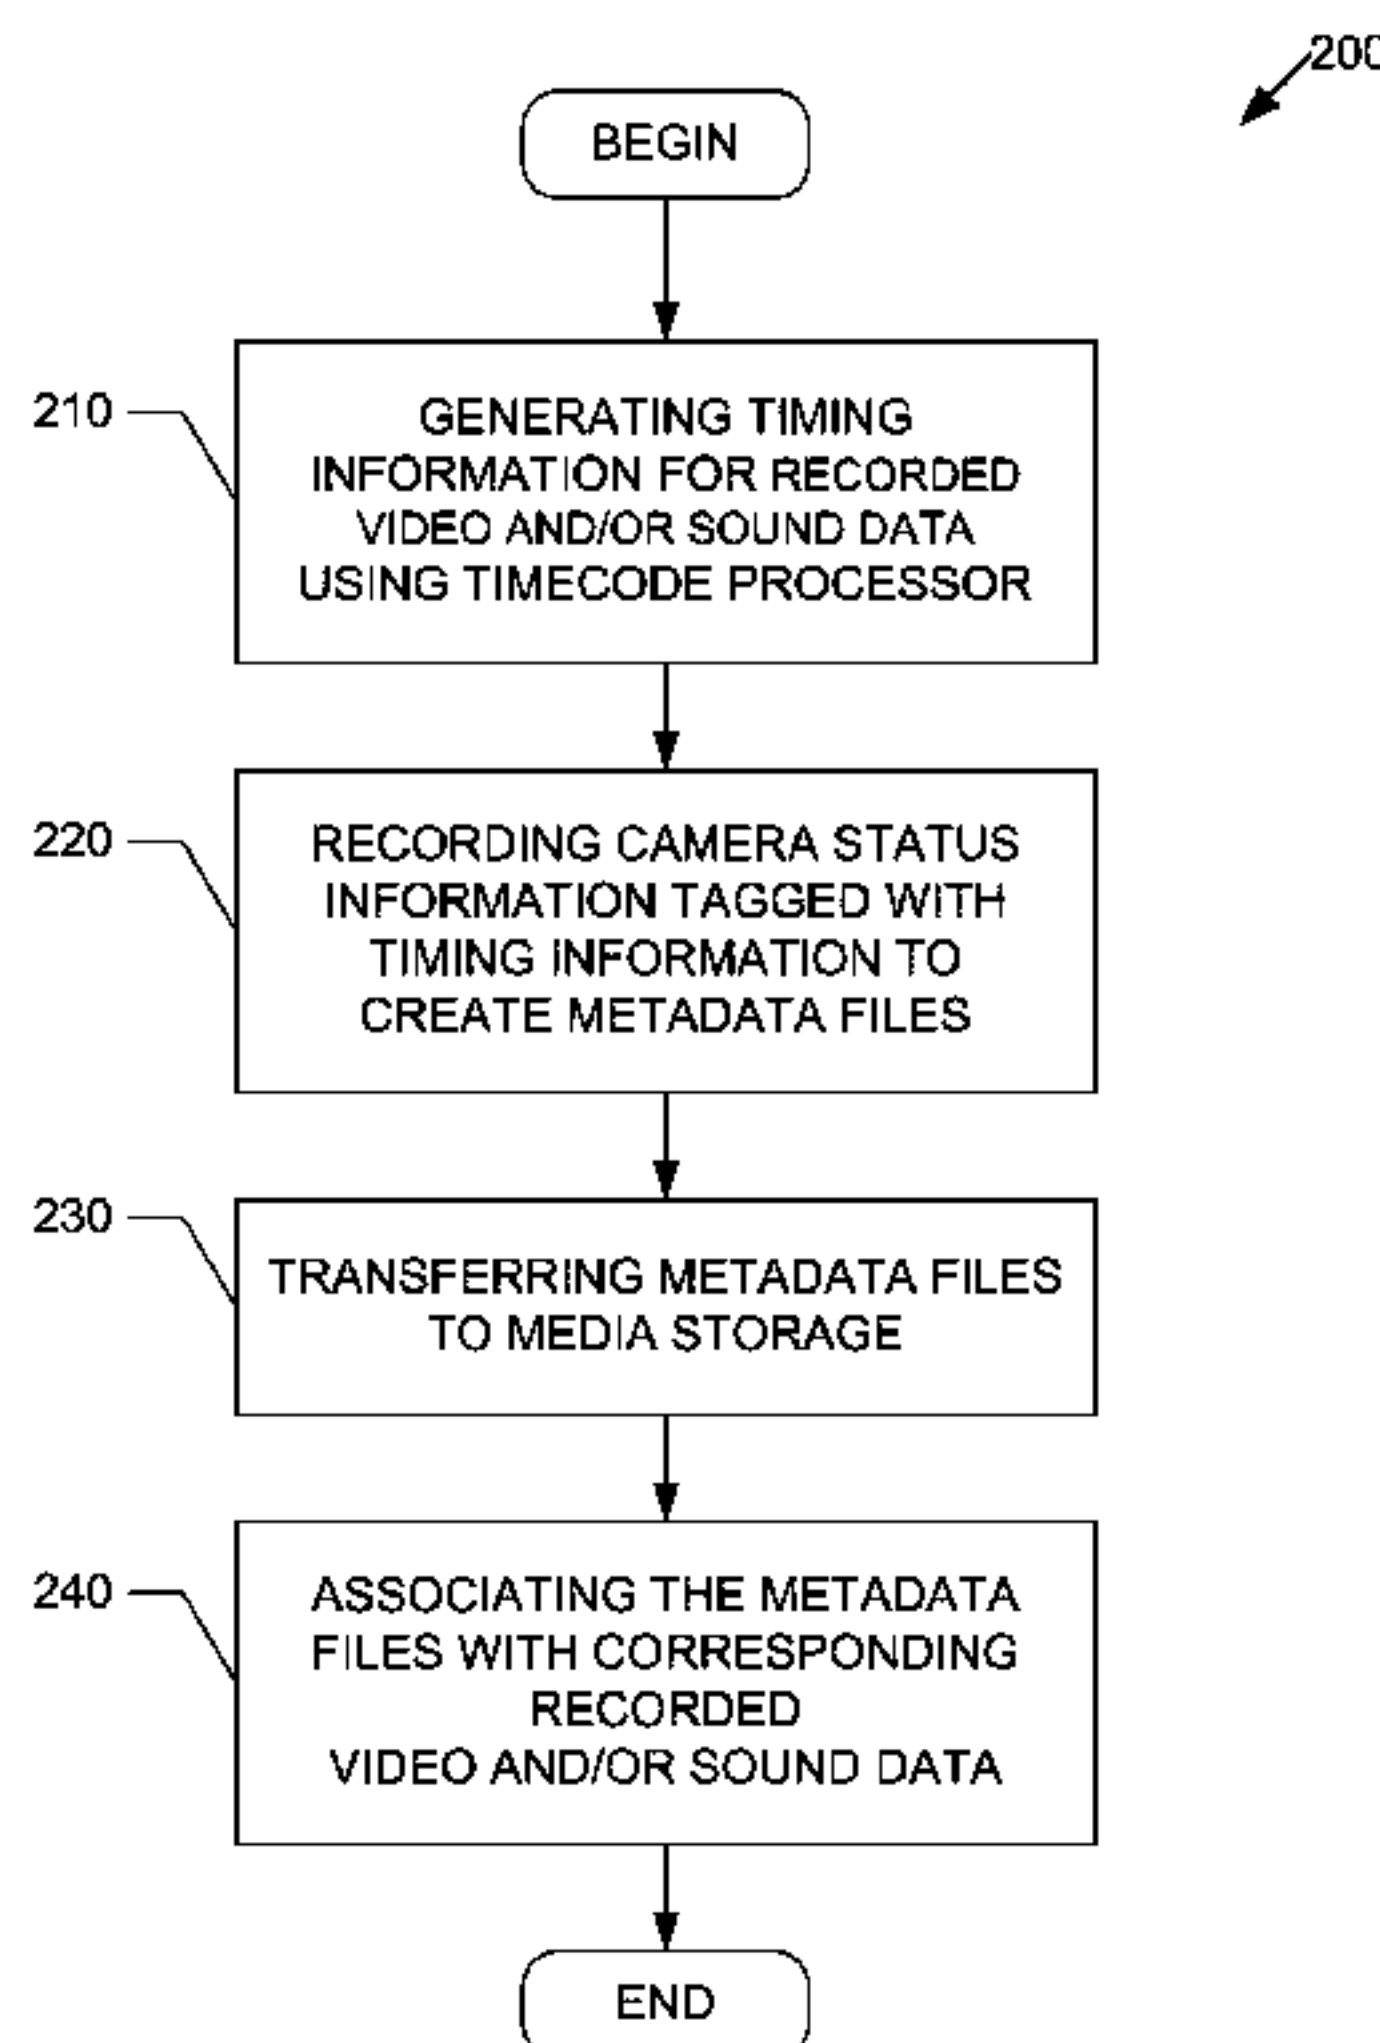 200
BEGIN
210
GENERATING TIMING
INFORMATION FOR RECORDED
VIDEO AND/OR SOUND DATA
USING TIMECODE PROCESSOR
220
RECORDING CAMERA STATUS
INFORMATION TAGGED WITH
TIMING INFORMATION TO
CREATE METADATA FILES
230
TRANSFERRING METADATA FILES
TO MEDIA STORAGE
240
ASSOCIATING THE METADATA
FILES WITH CORRESPONDING
RECORDED
VIDEO AND/OR SOUND DATA
END